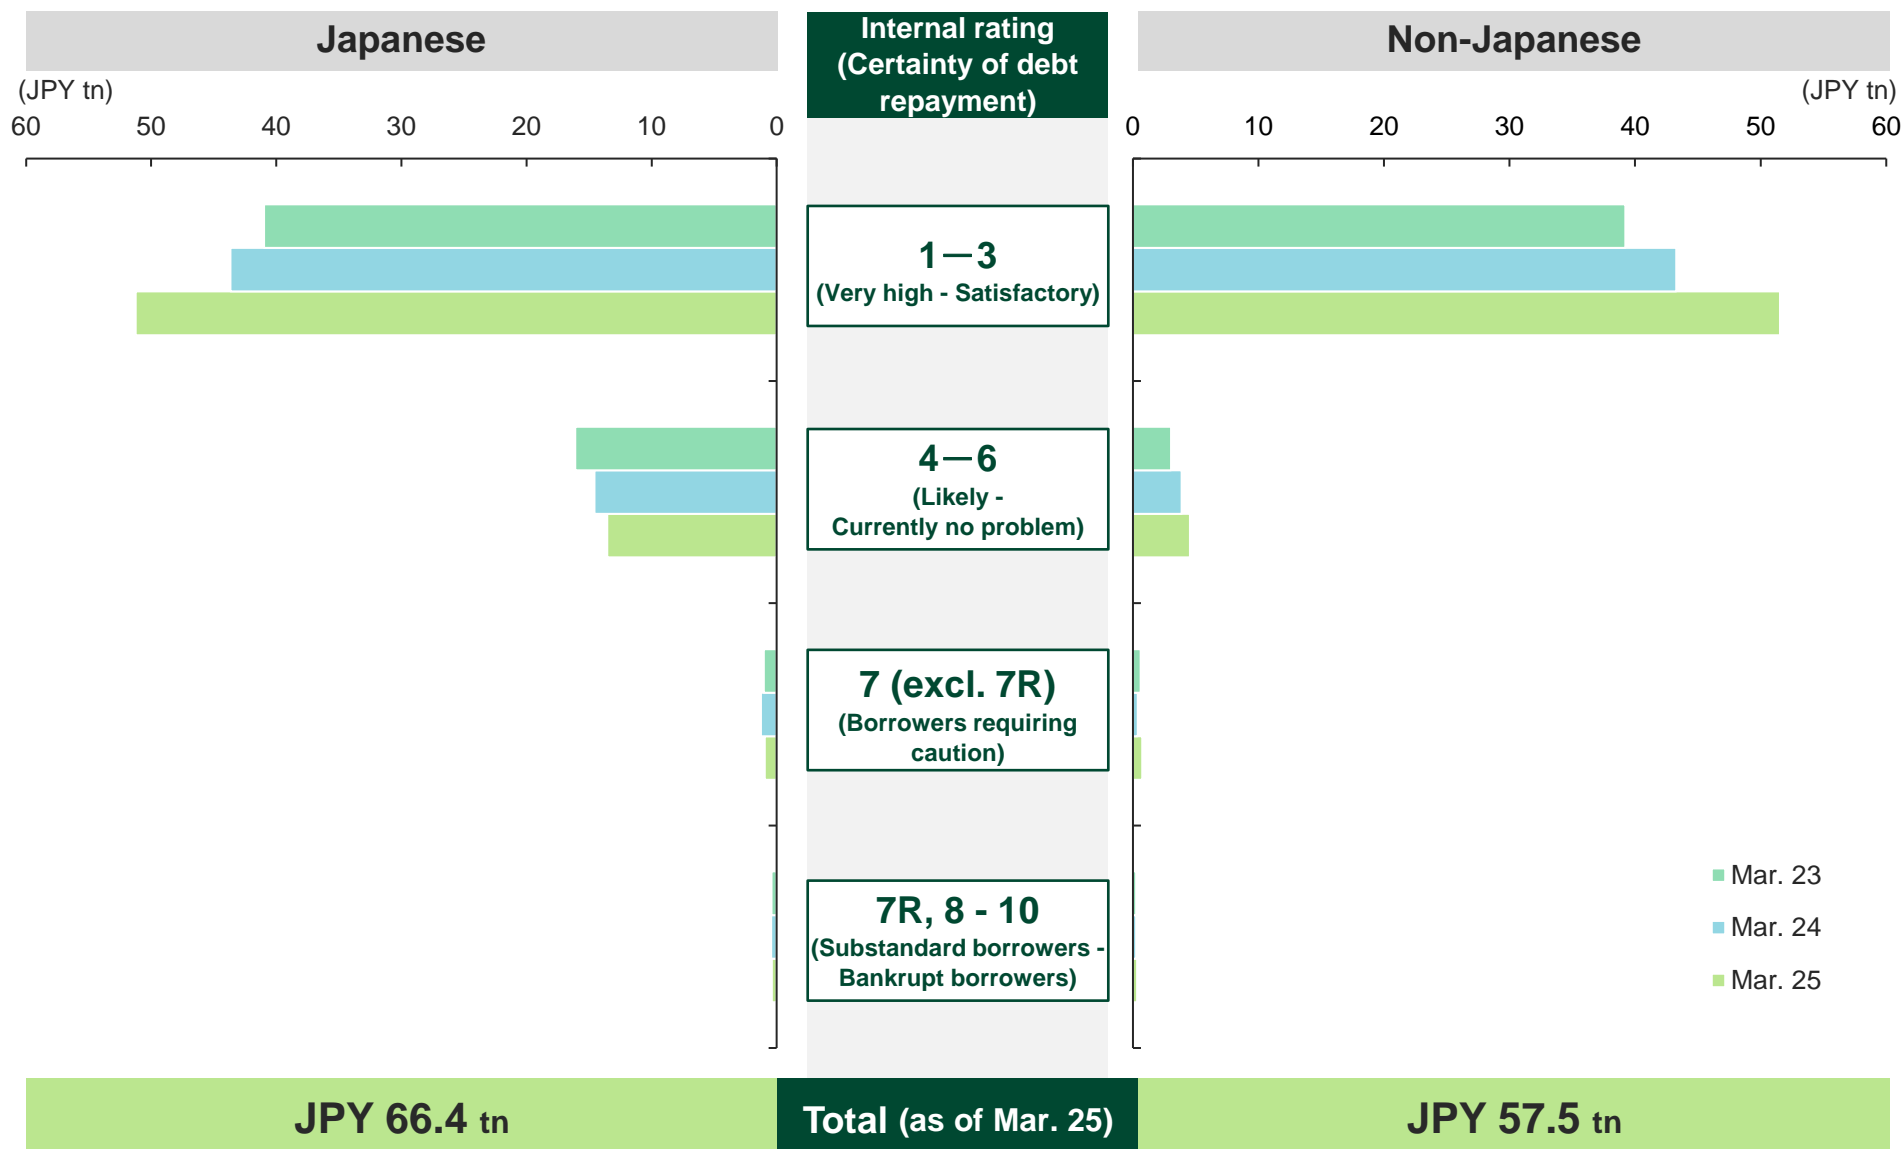 Japanese
Internal rating
(Certainty of debt
repayment)
Non-Japanese
(JPY tn)
(JPY tn)
60 50 40 30 20 10 0
0 10 20 30 40 50 60
1—3
(Very high - Satisfactory)
4—6
(Likely -
Currently no problem)
7 (excl. 7R)
(Borrowers requiring
caution)
7R, 8 - 10
(Substandard borrowers -
Bankrupt borrowers)
Mar. 23
Mar. 24
Mar. 25
JPY 66.4 tn
Total (as of Mar. 25)
JPY 57.5 tn